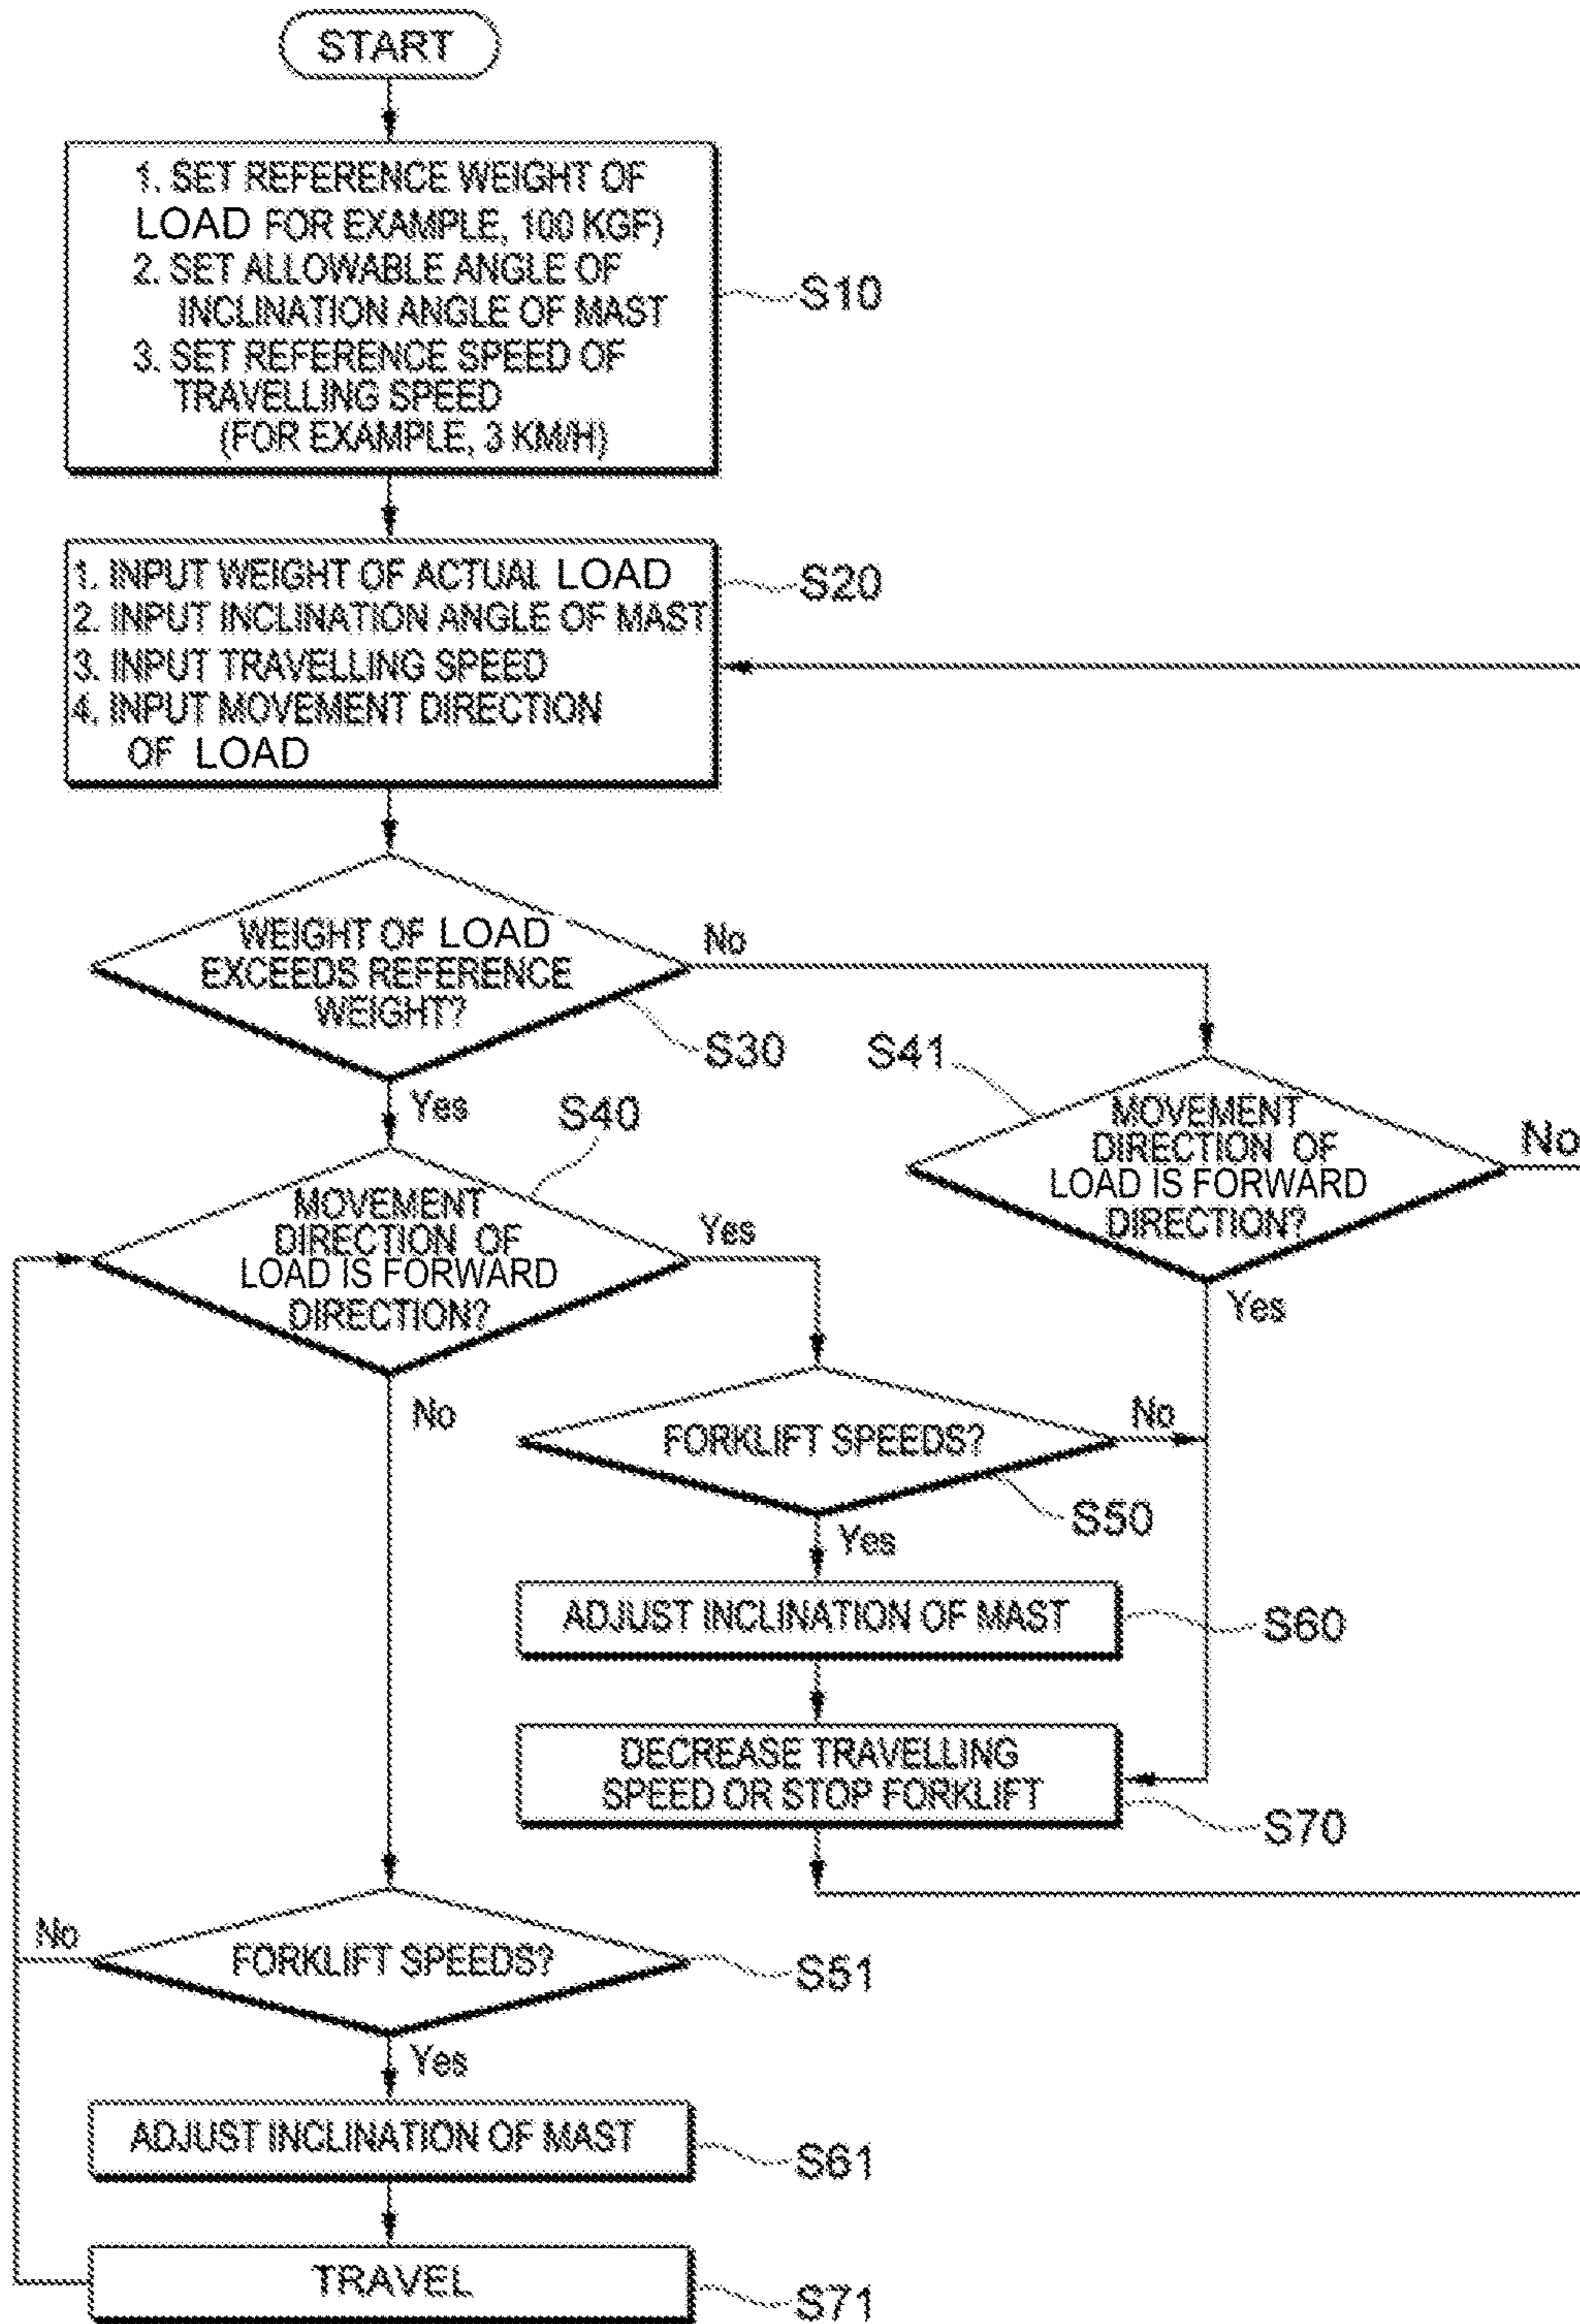 START
1. SET REFERENCE WEIGHT OF
LOAD FOR EXAMPLE, 100 KGF)
2. SET ALLOWABLE ANGLE OF
INCLINATION ANGLE OF MAST
3. SET REFERENCE SPEED OF
TRAVELLING SPEED
(FOR EXAMPLE, 3 KM/H)
S10
1. INPUT WEIGHT OF ACTUAL LOAD
2. INPUT INCLINATION ANGLE OF MAST
3. INPUT TRAVELLING SPEED
4. INPUT MOVEMENT DIRECTION
OF LOAD
S20
WEIGHT OF LOAD
EXCEEDS REFERENCE
WEIGHT?
No
S30
Yes
S41
MOVEMENT
DIRECTION OF
LOAD IS FORWARD
DIRECTION?
No
Yes
S40
MOVEMENT
DIRECTION OF
LOAD IS FORWARD
DIRECTION?
Yes
No
FORKLIFT SPEEDS?
No
S50
Yes
ADJUST INCLINATION OF MAST
S60
DECREASE TRAVELLING
SPEED OR STOP FORKLIFT
S70
No
FORKLIFT SPEEDS?
S51
Yes
ADJUST INCLINATION OF MAST
S61
TRAVEL
S71